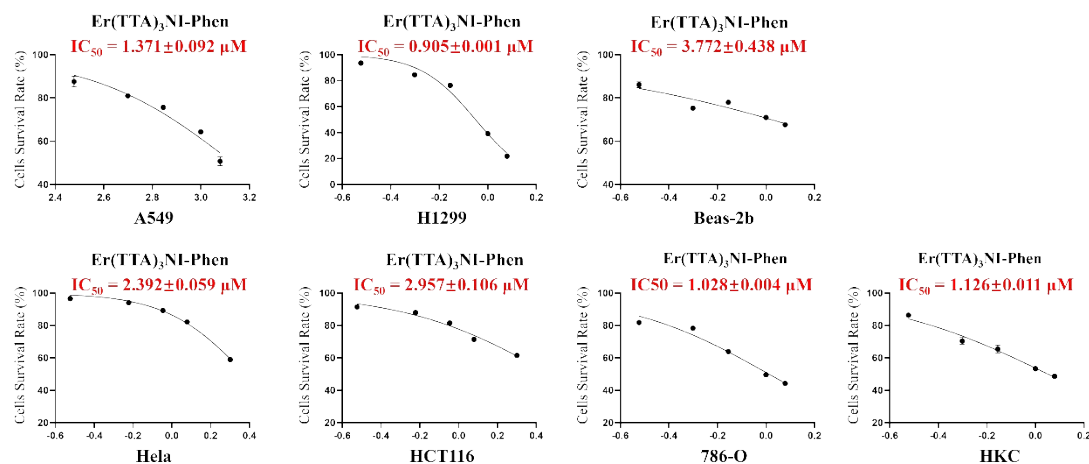 Er(TTA)₃NI-Phen
IC₅₀ = 1.371±0.092 μM
Cells Survival Rate (%)
100
80
60
40
2.4 2.6 2.8 3.0 3.2
A549
Er(TTA)₃NI-Phen
IC₅₀ = 0.905±0.001 μM
Cells Survival Rate (%)
100
80
60
40
20
0
-0.6 -0.4 -0.2 0.0 0.2
H1299
Er(TTA)₃NI-Phen
IC₅₀ = 3.772±0.438 μM
Cells Survival Rate (%)
100
80
60
40
-0.6 -0.4 -0.2 0.0 0.2
Beas-2b
Er(TTA)₃NI-Phen
IC₅₀ = 2.392±0.059 μM
Cells Survival Rate (%)
100
80
60
40
20
-0.6 -0.4 -0.2 0.0 0.2 0.4
Hela
Er(TTA)₃NI-Phen
IC₅₀ = 2.957±0.106 μM
Cells Survival Rate (%)
100
80
60
40
20
-0.6 -0.4 -0.2 0.0 0.2 0.4
HCT116
Er(TTA)₃NI-Phen
IC50 = 1.028±0.004 μM
Cells Survival Rate (%)
100
80
60
40
20
-0.6 -0.4 -0.2 0.0 0.2
786-O
Er(TTA)₃NI-Phen
IC₅₀ = 1.126±0.011 μM
Cells Survival Rate (%)
100
80
60
40
20
-0.6 -0.4 -0.2 0.0 0.2
HKC